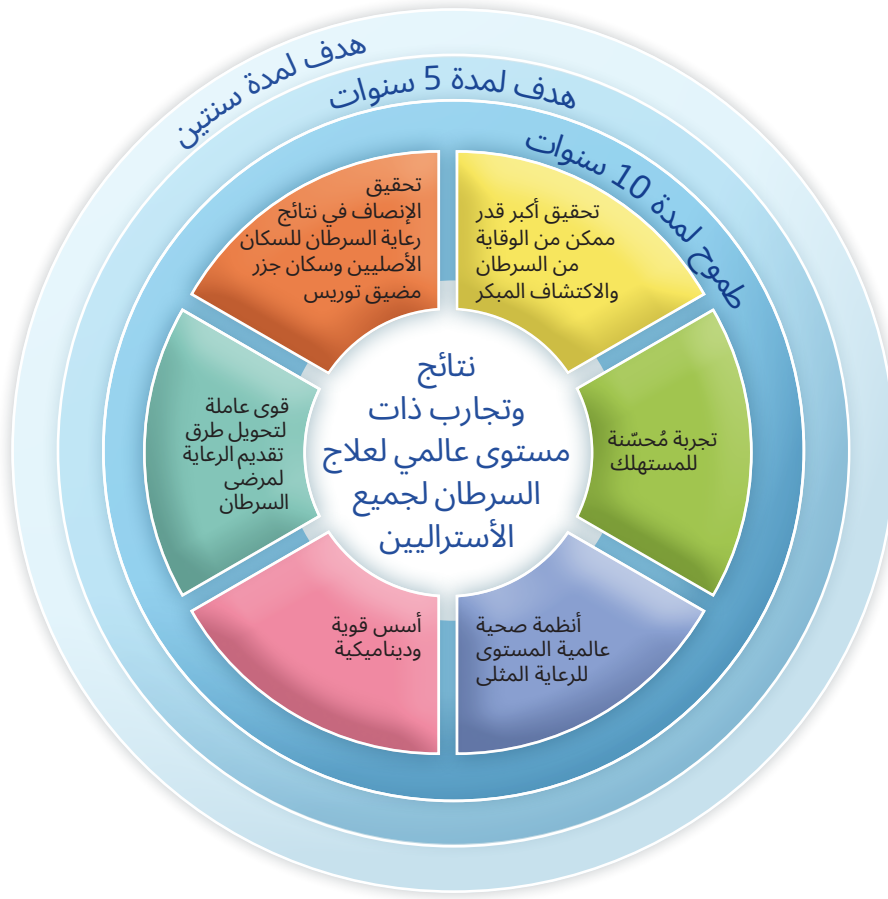 هدف لمدة سنتين
هدف لمدة 5 سنوات
طموح لمدة 10 سنوات
تحقيق أكبر قدر
ممكن من الوقاية
من السرطان
والاكتشاف المبكر
تجربة مُحسّنة
للمستهلك
أنظمة صحية
عالمية المستوى
للرعاية المثلى
أسس قوية
وديناميكية
قوى عاملة
لتحويل طرق
تقديم الرعاية
لمرضى
السرطان
تحقيق
الإنصاف في نتائج
رعاية السرطان للسكان
الأصليين وسكان جزر
مضيق توريس
نتائج
وتجارب ذات
مستوى عالمي لعلاج
السرطان لجميع
الأستراليين